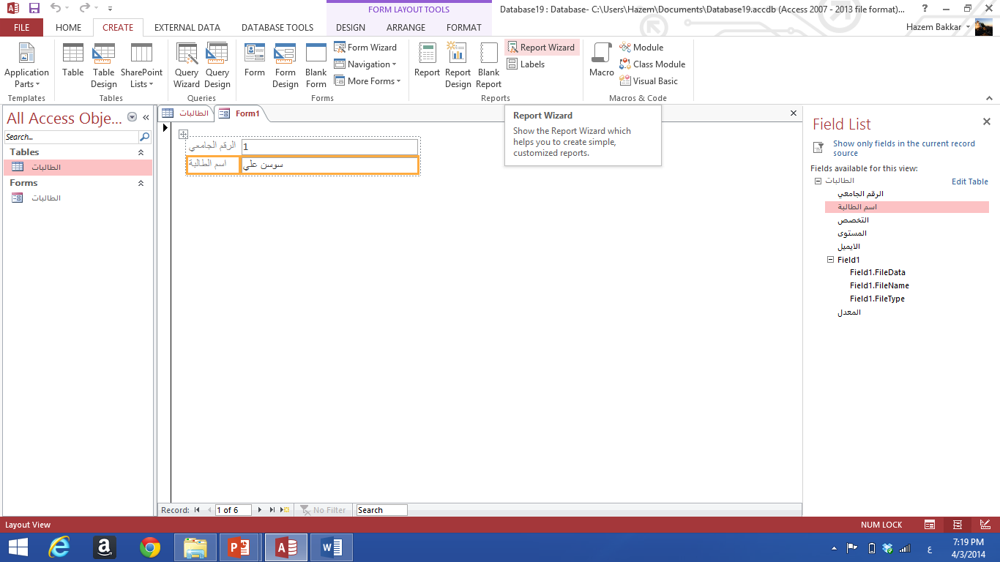 FORM LAYOUT TOOLS
Database19 : Database- C:\Users\Hazem\Documents\Database19.accdb (Access 2007 - 2013 file format)...
FILE HOME CREATE EXTERNAL DATA DATABASE TOOLS DESIGN ARRANGE FORMAT
Hazem Bakkar
Application Parts
Templates
Table
Table Design
SharePoint Lists
Tables
Query Wizard
Query Design
Queries
Form
Form Design
Blank Form
Form Wizard
Navigation
More Forms
Forms
Report
Report Design
Blank Report
Report Wizard
Labels
Reports
Macro
Module
Class Module
Visual Basic
Macros & Code
Report Wizard
Show the Report Wizard which
helps you to create simple,
customized reports.
All Access Obje...
Search...
Tables
الطالبات
Forms
الطالبات
الطالبات
Form1
الرقم الجامعي
1
اسم الطالبة
سوسن علي
Field List
Show only fields in the current record
source
Fields available for this view:
الطالبات
Edit Table
الرقم الجامعي
اسم الطالبة
التخصص
المستوى
الايميل
Field1
Field1.FileData
Field1.FileName
Field1.FileType
المعدل
Record:
1 of 6
No Filter
Search
Layout View
NUM LOCK
ع
7:19 PM
4/3/2014